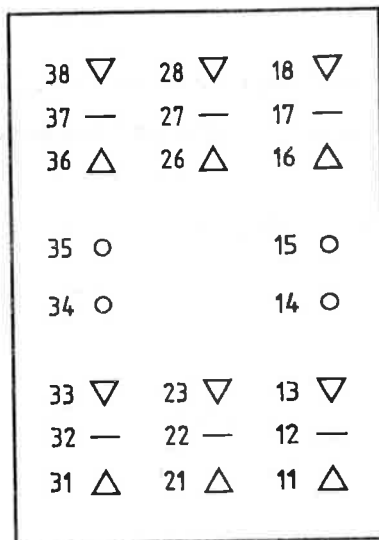 38 ▽ 28 ▽ 18 ▽
37 — 27 — 17 —
36 △ 26 △ 16 △
35 ○ 15 ○
34 ○ 14 ○
33 ▽ 23 ▽ 13 ▽
32 — 22 — 12 —
31 △ 21 △ 11 △